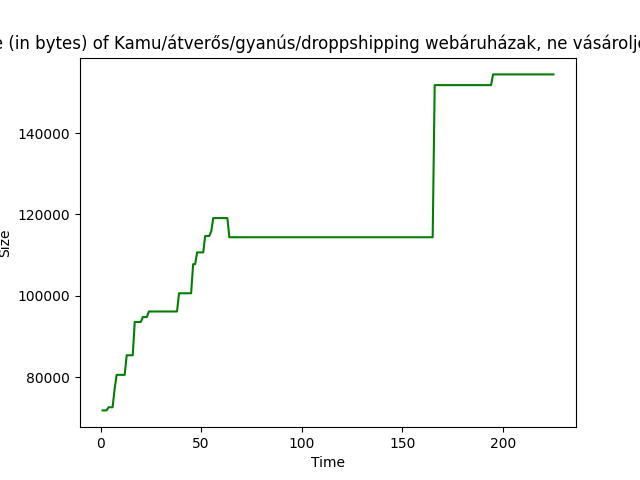 (in bytes) of Kamu/átverős/gyanús/droppshipping webáruházak, ne
140000
120000
100000
80000
Size
0 50 100 150 200
Time